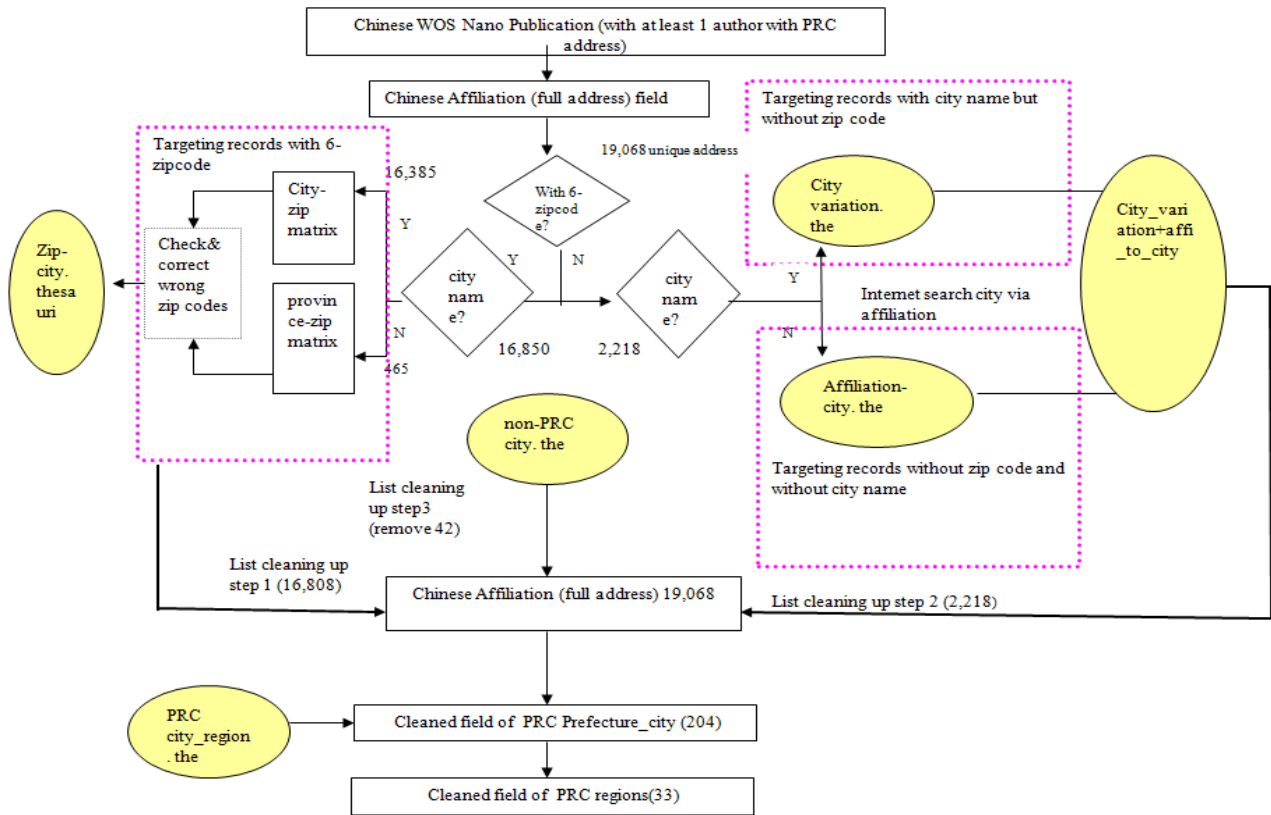 Chinese WOS Nano Publication (with at least 1 author with PRC
address)
Chinese Affiliation (full address) field
Targeting records with 6-
zipcode
19,068 unique address
Targeting records with city name but
without zip code
16,385
City-
zip
matrix
Y
With 6-
zipcod
e?
City
variation.
the
City_vari
ation+affi
_to_city
Zip-
city.
thesa
uri
Check&
correct
wrong
zip codes
provin
ce-zip
matrix
N
465
city
nam
e?
Y
N
16,850
2,218
city
nam
e?
Y
N
Internet search city via
affiliation
Affiliation-
city. the
non-PRC
city. the
Targeting records without zip code and
without city name
List cleaning
up step3
(remove 42)
List cleaning up
step 1 (16,808)
Chinese Affiliation (full address) 19,068
List cleaning up step 2 (2,218)
PRC
city_region
. the
Cleaned field of PRC Prefecture_city (204)
Cleaned field of PRC regions(33)